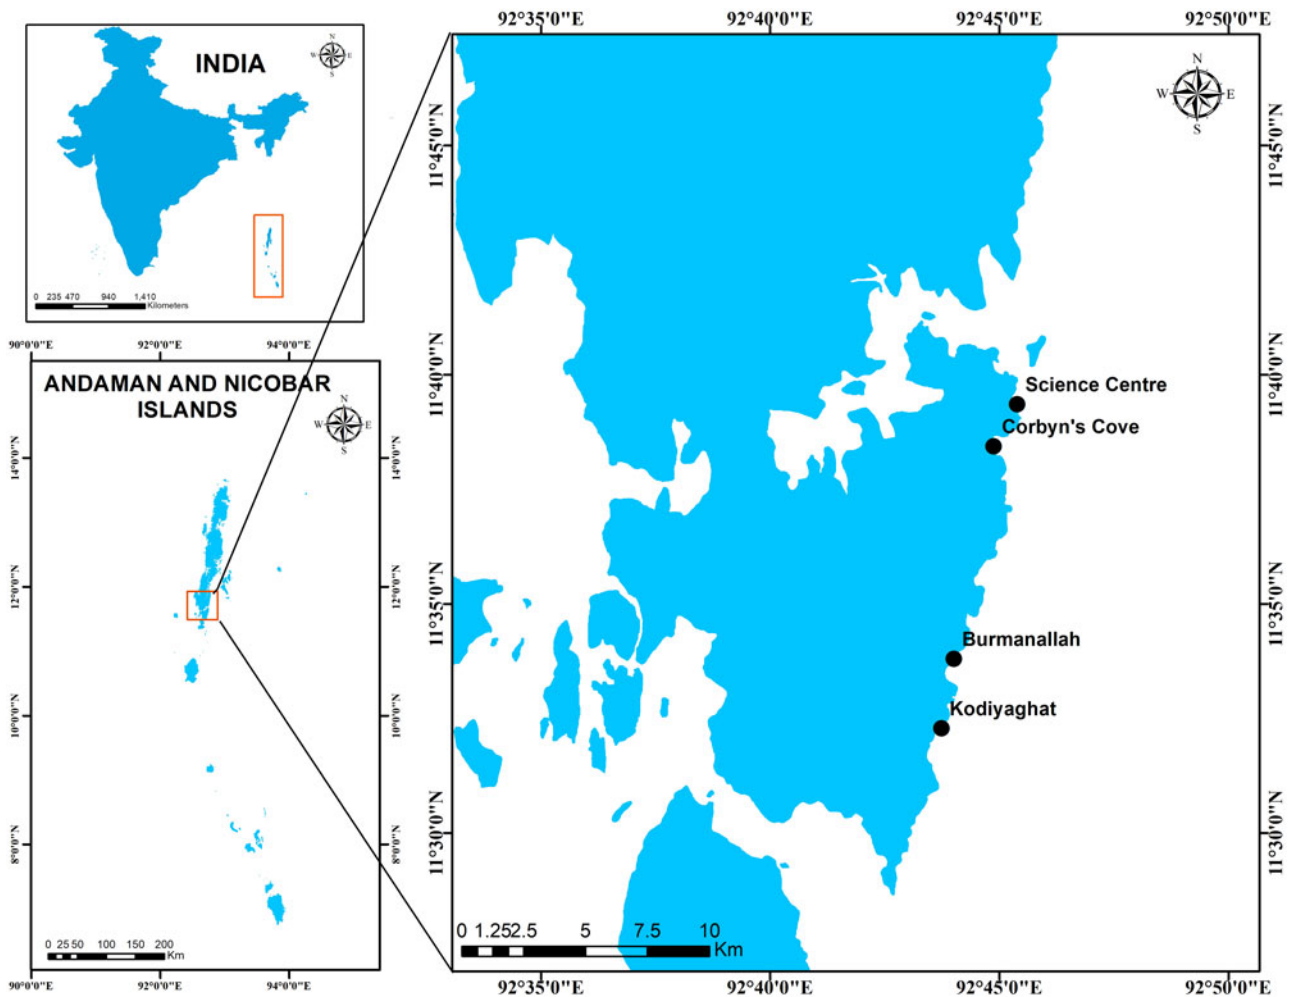 INDIA
N
W E
S
0 235 470 940 1,410
Kilometers
90°0'0"E 92°0'0"E 94°0'0"E
ANDAMAN AND NICOBAR
ISLANDS
N
W E
S
14°0'0"N 14°0'0"N
12°0'0"N 12°0'0"N
10°0'0"N 10°0'0"N
8°0'0"N 8°0'0"N
0 25 50 100 150 200
Km
90°0'0"E 92°0'0"E 94°0'0"E
92°35'0"E 92°40'0"E 92°45'0"E 92°50'0"E
N
W E
S
11°45'0"N 11°45'0"N
11°40'0"N 11°40'0"N
Science Centre
Corbyn's Cove
11°35'0"N 11°35'0"N
Burmanallah
Kodiyaghat
11°30'0"N 11°30'0"N
0 1.25 2.5 5 7.5 10
Km
92°35'0"E 92°40'0"E 92°45'0"E 92°50'0"E